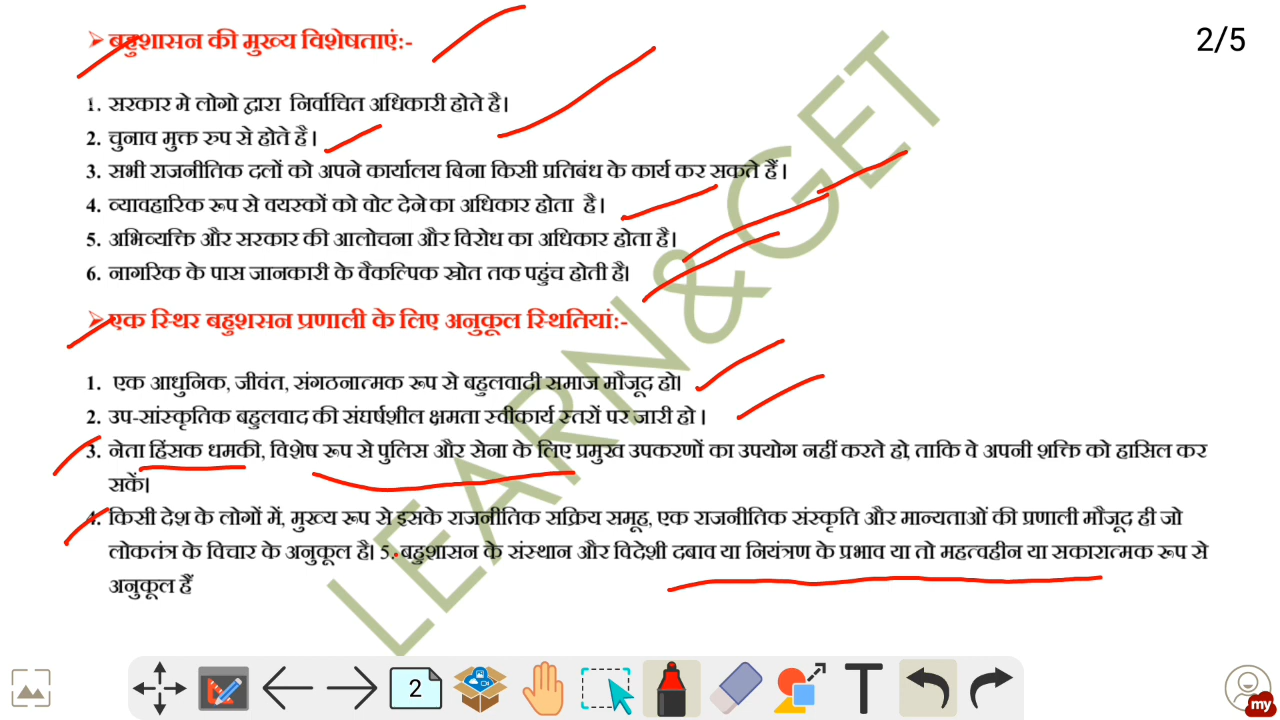 बहुशासन की मुख्य विशेषताएं:-
2/5
1. सरकार मे लोगो द्वारा निर्वाचित अधिकारी होते है।
2. चुनाव मुक्त रुप से होते है।
3. सभी राजनीतिक दलों को अपने कार्यालय बिना किसी प्रतिबंध के कार्य कर सकते हैं।
4. व्यावहारिक रूप से वयस्कों को वोट देने का अधिकार होता है।
5. अभिव्यक्ति और सरकार की आलोचना और विरोध का अधिकार होता है।
6. नागरिक के पास जानकारी के वैकल्पिक स्रोत तक पहुंच होती है।
एक स्थिर बहुशसन प्रणाली के लिए अनुकूल स्थितियां:-
1. एक आधुनिक, जीवंत, संगठनात्मक रूप से बहुलवादी समाज मौजूद हो।
2. उप-सांस्कृतिक बहुलवाद की संघर्षशील क्षमता स्वीकार्य स्तरों पर जारी हो।
3. नेता हिंसक धमकी, विशेष रूप से पुलिस और सेना के लिए प्रमुख उपकरणों का उपयोग नहीं करते हो, ताकि वे अपनी शक्ति को हासिल कर
सकें।
4. किसी देश के लोगों में, मुख्य रूप से इसके राजनीतिक सक्रिय समूह, एक राजनीतिक संस्कृति और मान्यताओं की प्रणाली मौजूद ही जो
लोकतंत्र के विचार के अनुकूल है। 5. बहुशासन के संस्थान और विदेशी दबाव या नियंत्रण के प्रभाव या तो महत्वहीन या सकारात्मक रूप से
अनुकूल हैं
LEARN&GET
2
T
my